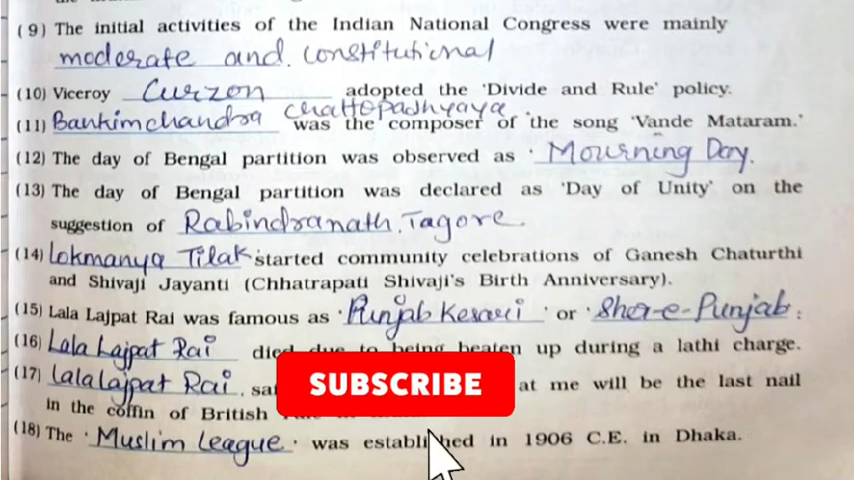 (9) The initial activities of the Indian National Congress were mainly
moderate and constitutional
(10) Viceroy Curzon adopted the 'Divide and Rule' policy.
(11) Bankimchandra Chattopadhyaya was the composer of the song 'Vande Mataram.'
(12) The day of Bengal partition was observed as 'Mourning Day.
(13) The day of Bengal partition was declared as 'Day of Unity' on the
suggestion of Rabindranath Tagore.
(14) Lokmanya Tilak started community celebrations of Ganesh Chaturthi
and Shivaji Jayanti (Chhatrapati Shivaji's Birth Anniversary).
(15) Lala Lajpat Rai was famous as 'Punjab Kesari' or 'Sher-e-Punjab.
(16) Lala Lajpat Rai died due to being beaten up during a lathi charge.
(17) lala lajpat Rai, at me will be the last nail
SUBSCRIBE
in the coffin of British
(18) The 'Muslim league' was established in 1906 C.E. in Dhaka.